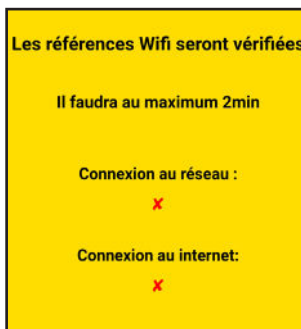 Les références Wifi seront vérifiées
Il faudra au maximum 2min
Connexion au réseau :
✘
Connexion au internet:
✘